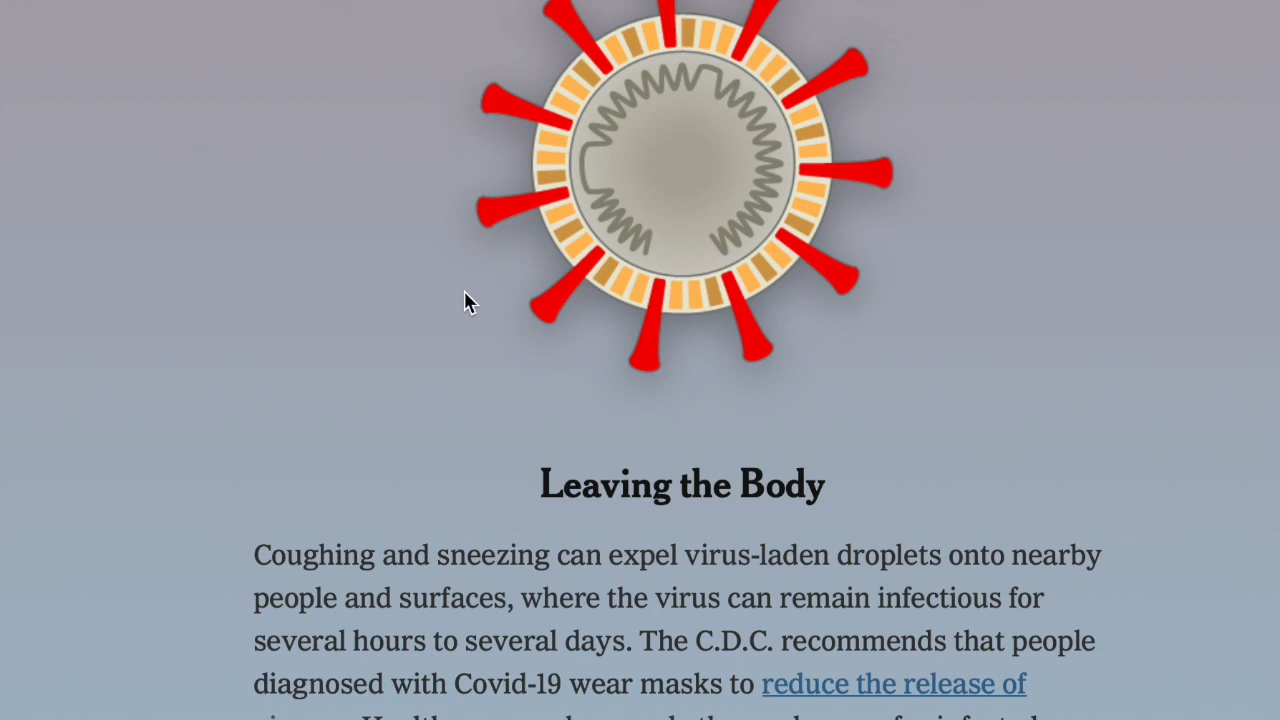 Leaving the Body
Coughing and sneezing can expel virus-laden droplets onto nearby
people and surfaces, where the virus can remain infectious for
several hours to several days. The C.D.C. recommends that people
diagnosed with Covid-19 wear masks to reduce the release of